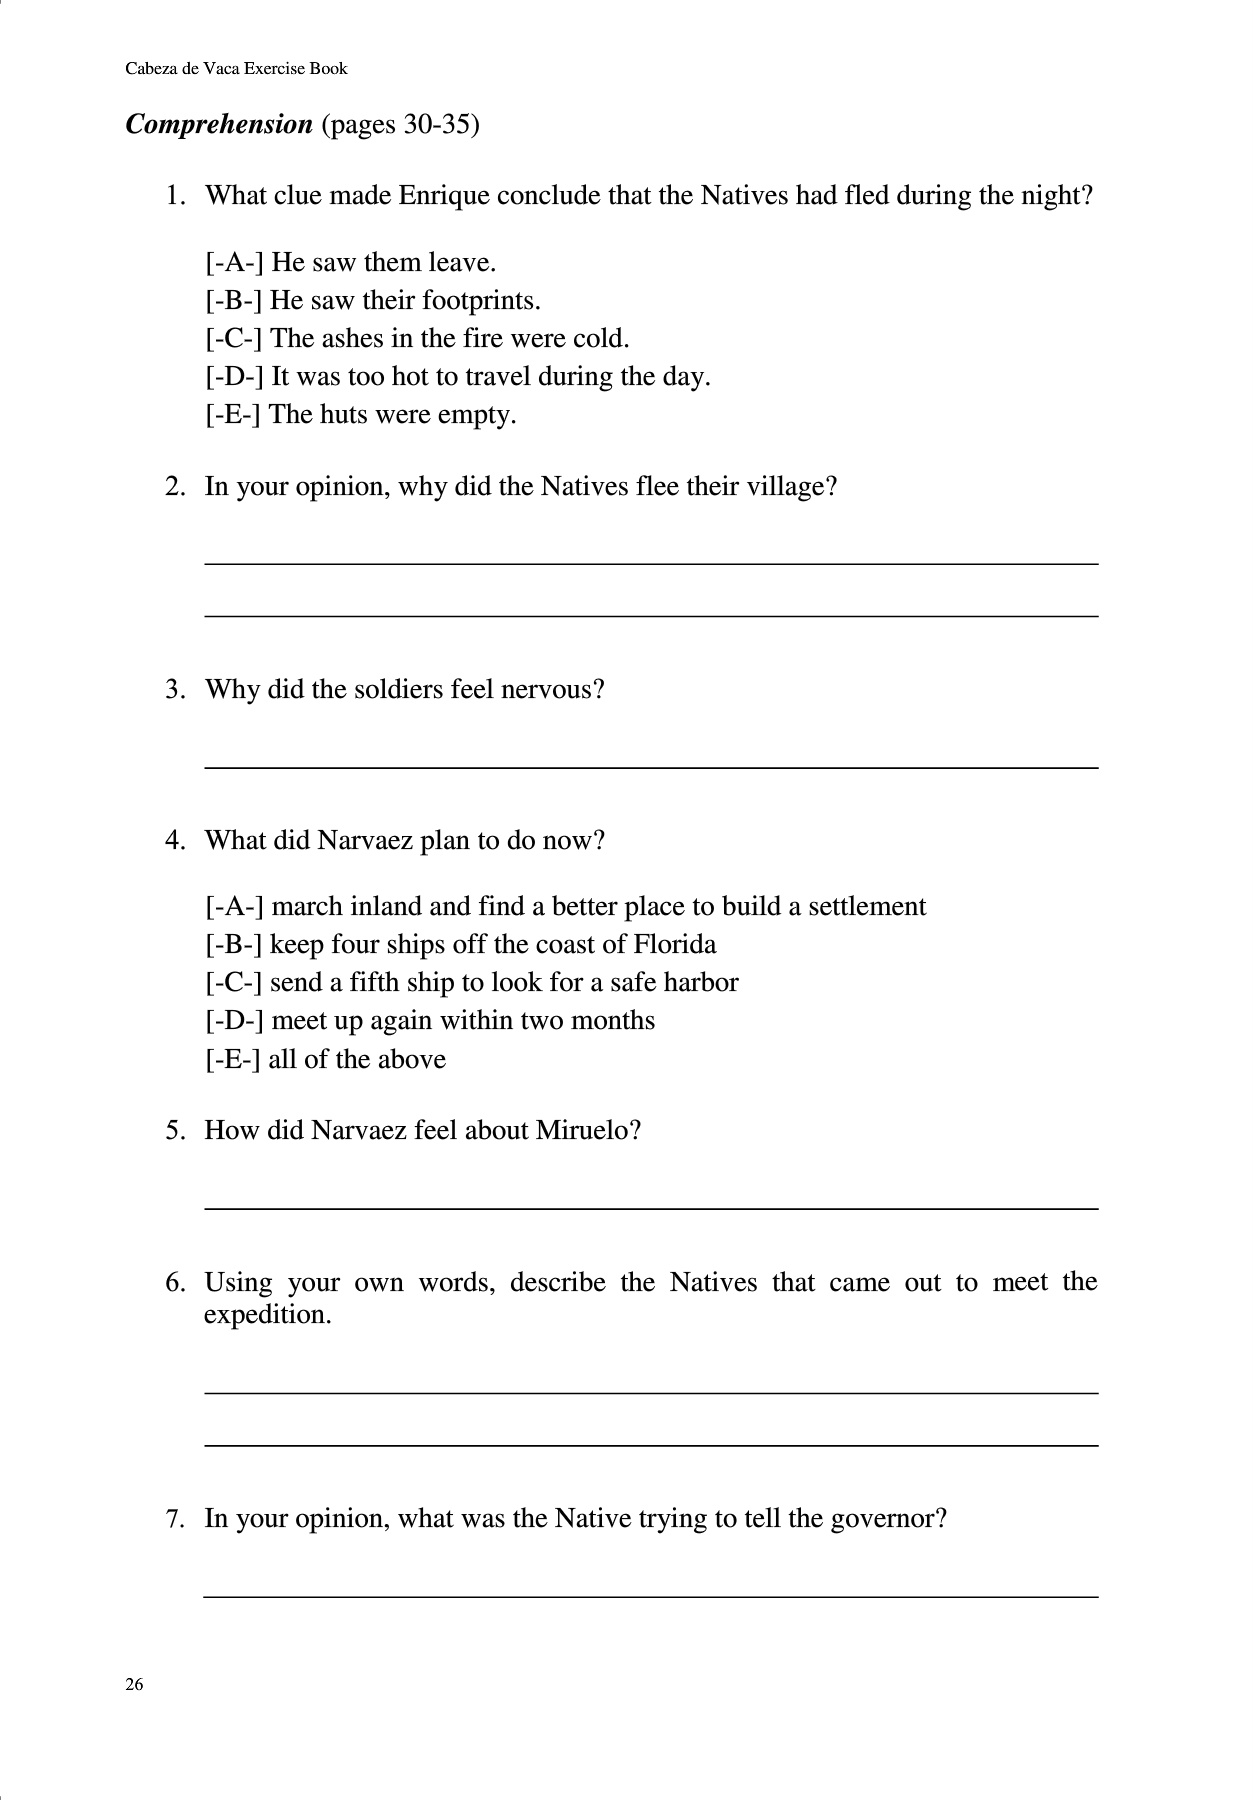 Cabeza de Vaca Exercise Book
Comprehension (pages 30-35)
1. What clue made Enrique conclude that the Natives had fled during the night?
[-A-] He saw them leave.
[-B-] He saw their footprints.
[-C-] The ashes in the fire were cold.
[-D-] It was too hot to travel during the day.
[-E-] The huts were empty.
2. In your opinion, why did the Natives flee their village?
3. Why did the soldiers feel nervous?
4. What did Narvaez plan to do now?
[-A-] march inland and find a better place to build a settlement
[-B-] keep four ships off the coast of Florida
[-C-] send a fifth ship to look for a safe harbor
[-D-] meet up again within two months
[-E-] all of the above
5. How did Narvaez feel about Miruelo?
6. Using your own words, describe the Natives that came out to meet the
expedition.
7. In your opinion, what was the Native trying to tell the governor?
26